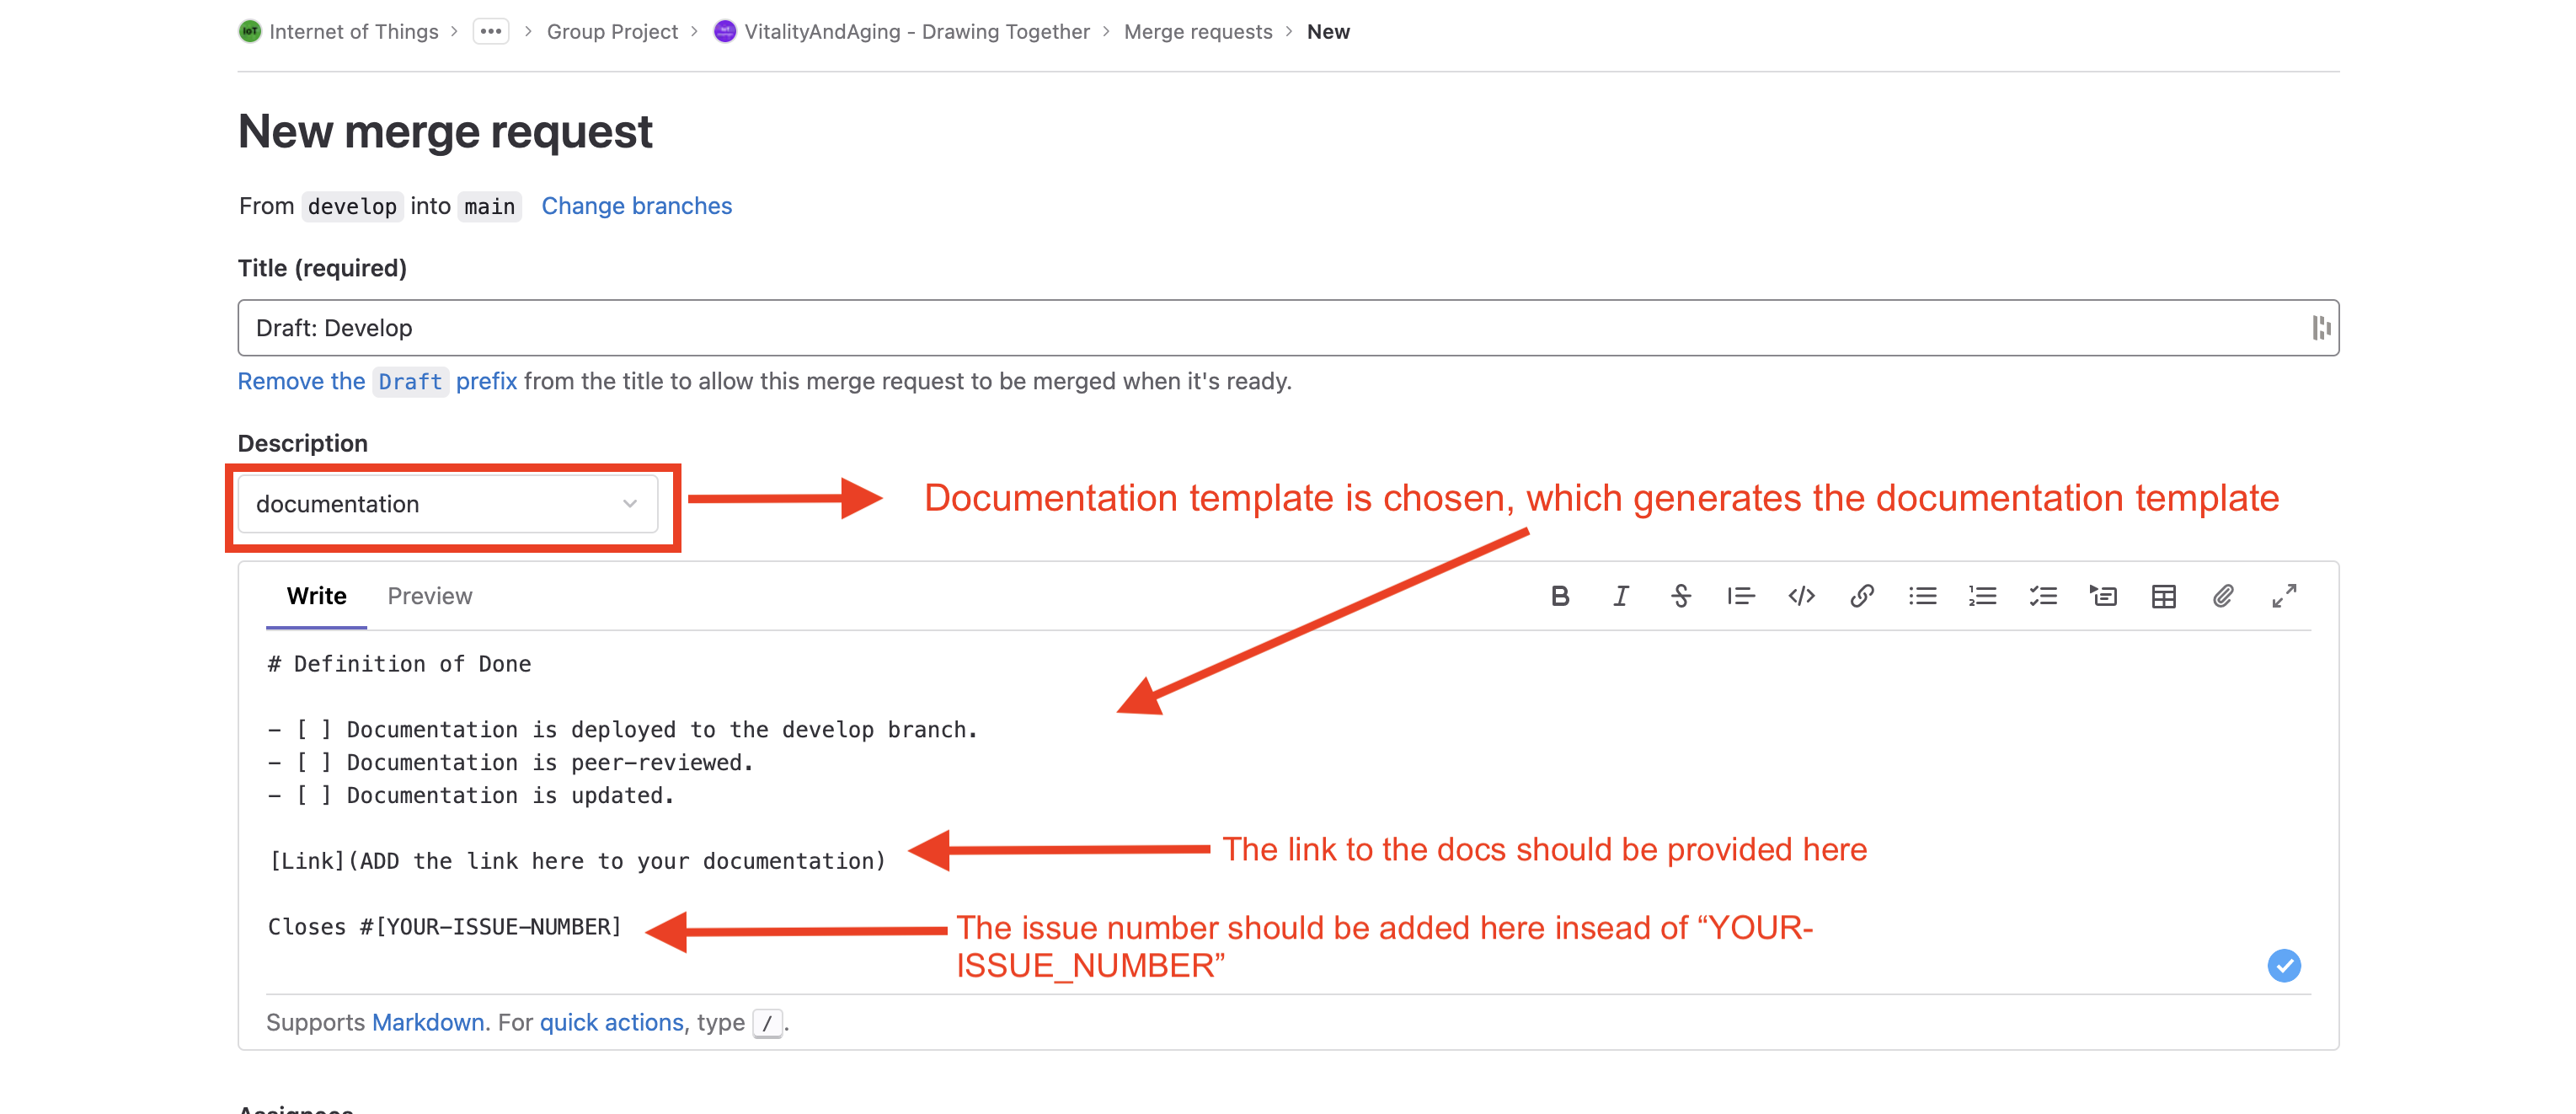 IoT Internet of Things > ••• > Group Project > VitalityAndAging - Drawing Together > Merge requests > New
New merge request
From develop into main Change branches
Title (required)
Draft: Develop
Remove the Draft prefix from the title to allow this merge request to be merged when it's ready.
Description
documentation
Documentation template is chosen, which generates the documentation template
Write Preview
# Definition of Done
- [ ] Documentation is deployed to the develop branch.
- [ ] Documentation is peer-reviewed.
- [ ] Documentation is updated.
The link to the docs should be provided here
[Link](ADD the link here to your documentation)
Closes #[YOUR-ISSUE-NUMBER]
The issue number should be added here insead of “YOUR-
ISSUE_NUMBER”
Supports Markdown. For quick actions, type /.
Assignees